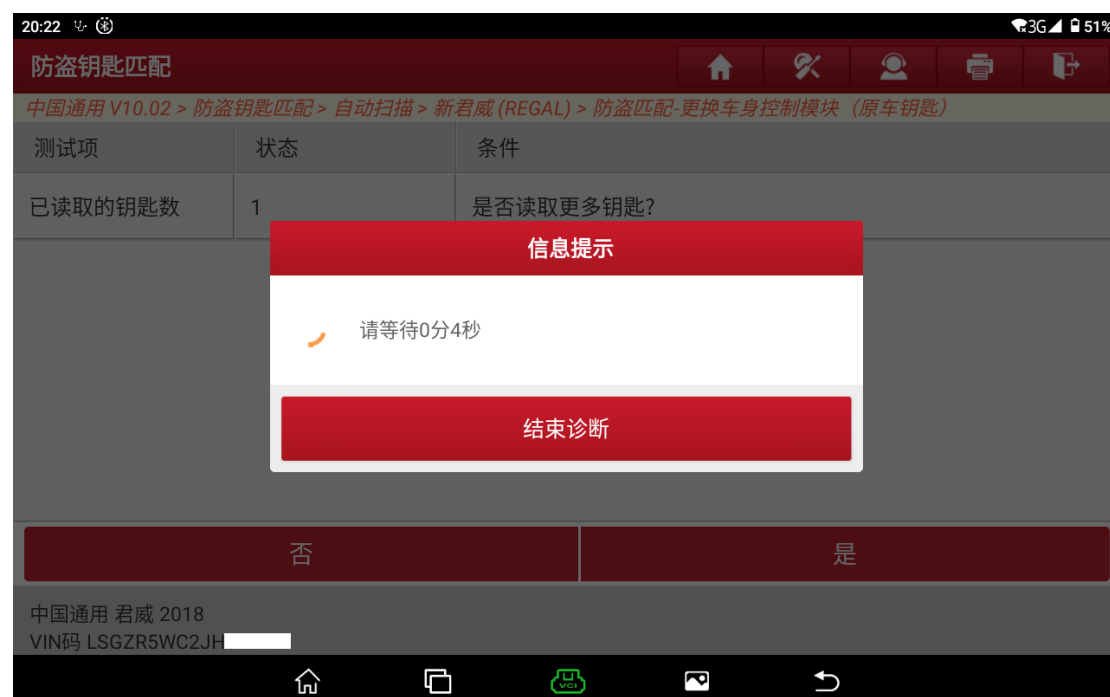 20:22 3G 51%
防盗钥匙匹配
中国通用 V10.02 > 防盗钥匙匹配 > 自动扫描 > 新君威 (REGAL) > 防盗匹配-更换车身控制模块（原车钥匙）
测试项 状态 条件
已读取的钥匙数 1 是否读取更多钥匙?
信息提示
请等待0分4秒
结束诊断
否 是
中国通用 君威 2018
VIN码 LSGZR5WC2JH
VCI